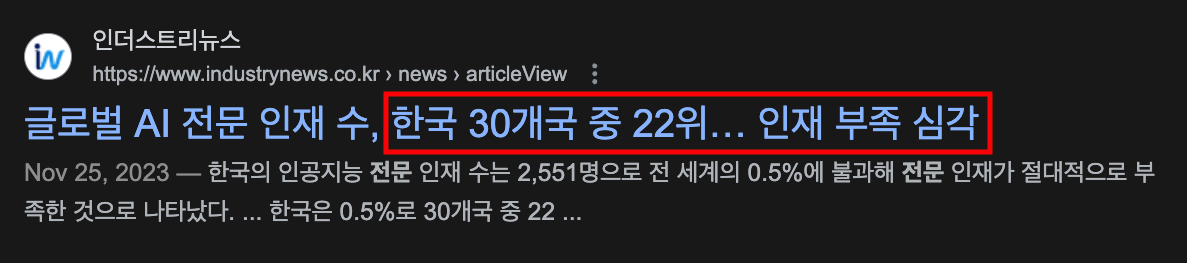 인더스트리뉴스
https://www.industrynews.co.kr › news › articleView
글로벌 AI 전문 인재 수, 한국 30개국 중 22위… 인재 부족 심각
Nov 25, 2023 — 한국의 인공지능 전문 인재 수는 2,551명으로 전 세계의 0.5%에 불과해 전문 인재가 절대적으로 부
족한 것으로 나타났다. ... 한국은 0.5%로 30개국 중 22 ...